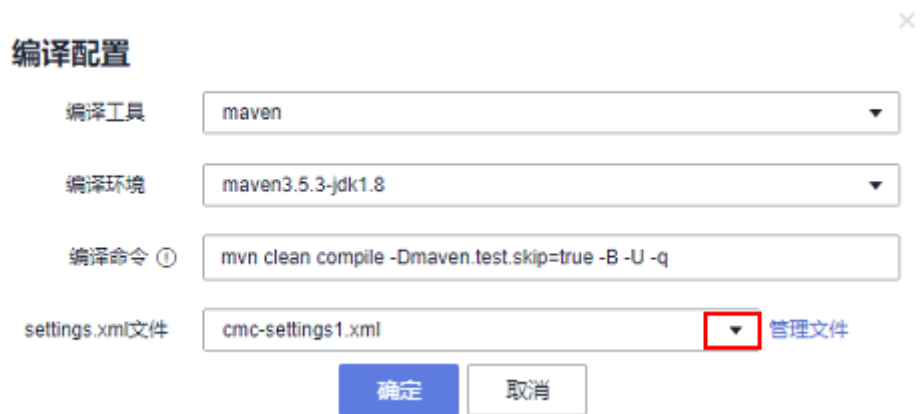 编译配置
编译工具 maven
编译环境 maven3.5.3-jdk1.8
编译命令 mvn clean compile -Dmaven.test.skip=true -B -U -q
settings.xml文件 cmc-settings1.xml 管理文件
确定 取消